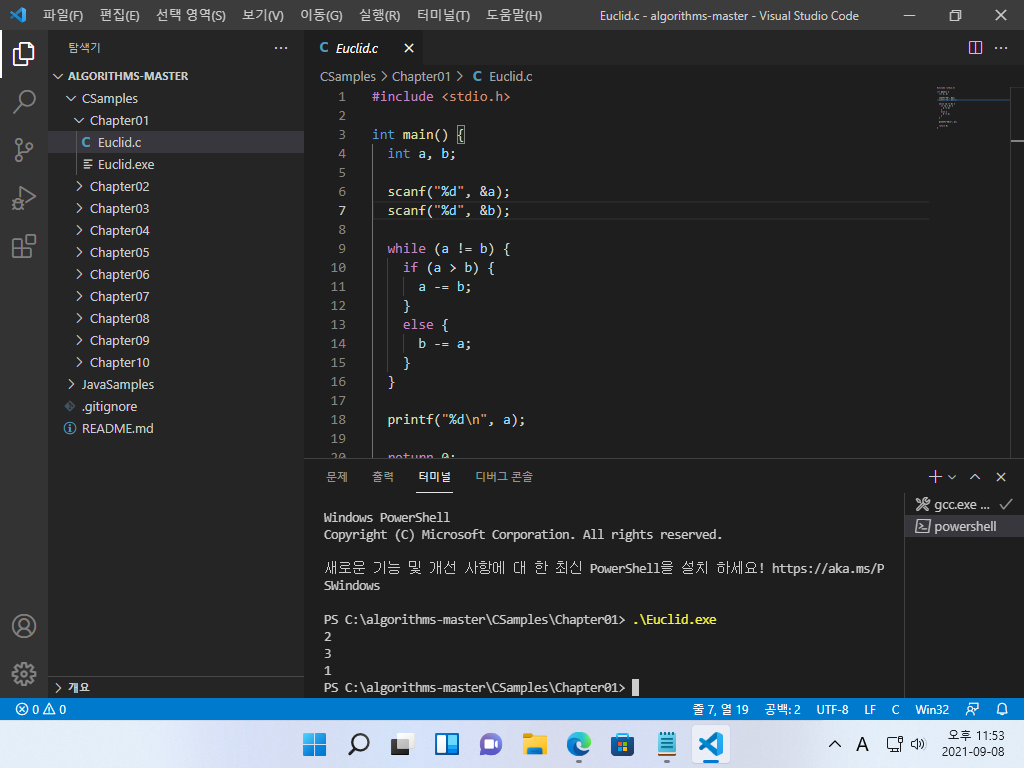 파일(F) 편집(E) 선택 영역(S) 보기(V) 이동(G) 실행(R) 터미널(T) 도움말(H) Euclid.c - algorithms-master - Visual Studio Code
탐색기
ALGORITHMS-MASTER
CSamples
Chapter01
C Euclid.c
Euclid.exe
Chapter02
Chapter03
Chapter04
Chapter05
Chapter06
Chapter07
Chapter08
Chapter09
Chapter10
JavaSamples
.gitignore
README.md
개요
C Euclid.c
CSamples > Chapter01 > C Euclid.c
1 #include <stdio.h>
2
3 int main() {
4 int a, b;
5
6 scanf("%d", &a);
7 scanf("%d", &b);
8
9 while (a != b) {
10 if (a > b) {
11 a -= b;
12 }
13 else {
14 b -= a;
15 }
16 }
17
18 printf("%d\n", a);
19
20 return 0;
문제 출력 터미널 디버그 콘솔
gcc.exe ...
powershell
Windows PowerShell
Copyright (C) Microsoft Corporation. All rights reserved.
새로운 기능 및 개선 사항에 대 한 최신 PowerShell을 설치 하세요! https://aka.ms/P
SWindows
PS C:\algorithms-master\CSamples\Chapter01> .\Euclid.exe
2
3
1
PS C:\algorithms-master\CSamples\Chapter01>
0 0 줄 7, 열 19 공백: 2 UTF-8 LF C Win32
A 오후 11:53
2021-09-08